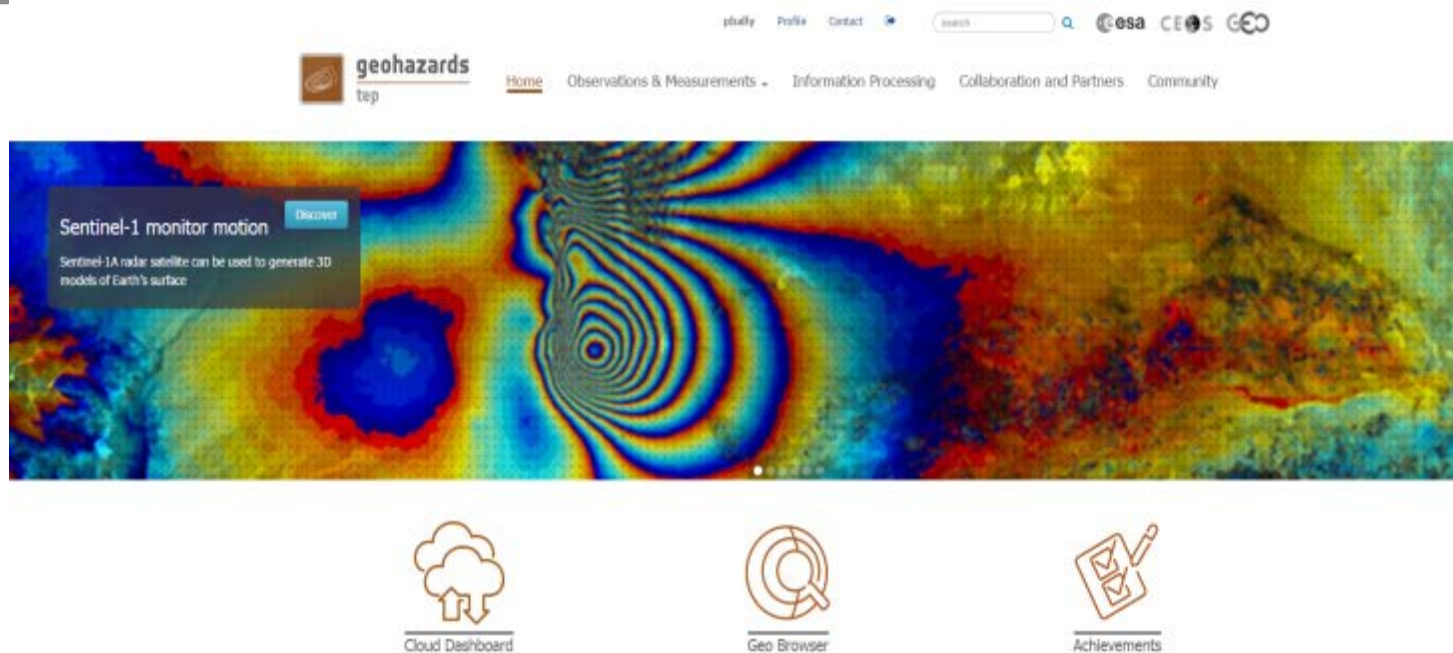 pbally Profile Contact search esa CEOS GEO
geohazards
tep
Home Observations & Measurements Information Processing Collaboration and Partners Community
Sentinel-1 monitor motion Discover
Sentinel-1A radar satellite can be used to generate 3D
models of Earth's surface
Cloud Dashboard Geo Browser Achievements